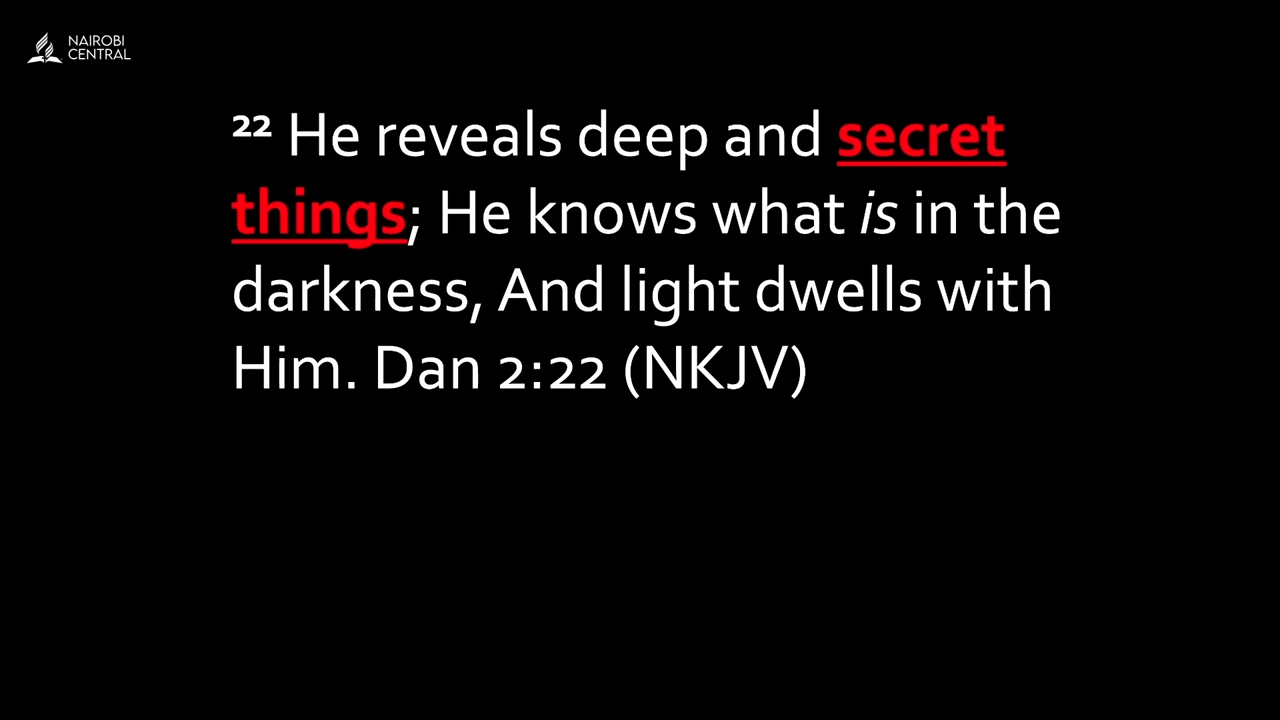 NAIROBI
CENTRAL
22 He reveals deep and secret
things; He knows what is in the
darkness, And light dwells with
Him. Dan 2:22 (NKJV)